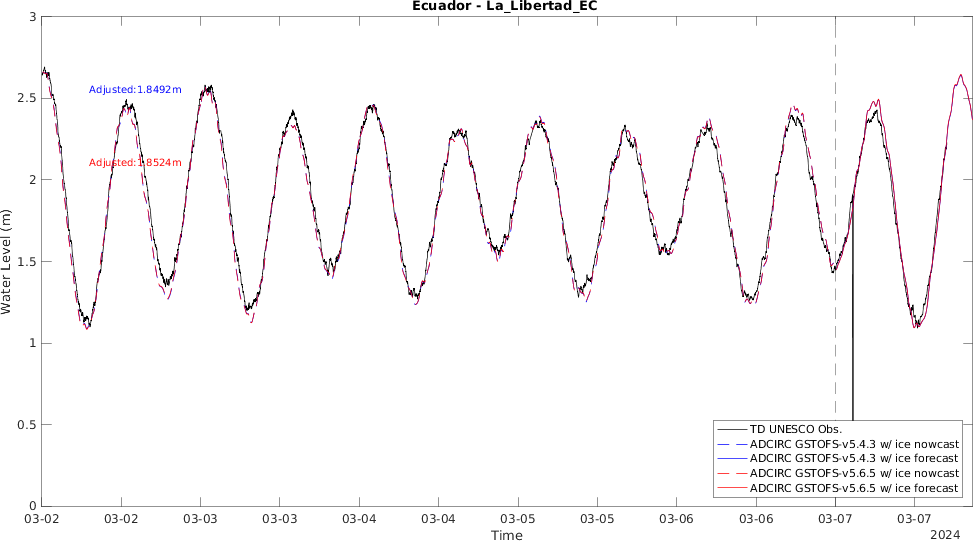 Ecuador - La_Libertad_EC
3
2.5
2
1.5
1
0.5
0
Water Level (m)
Adjusted:1.8492m
Adjusted:1.8524m
TD UNESCO Obs.
ADCIRC GSTOFS-v5.4.3 w/ ice nowcast
ADCIRC GSTOFS-v5.4.3 w/ ice forecast
ADCIRC GSTOFS-v5.6.5 w/ ice nowcast
ADCIRC GSTOFS-v5.6.5 w/ ice forecast
03-02 03-02 03-03 03-03 03-04 03-04 03-05 03-05 03-06 03-06 03-07 03-07
Time
2024